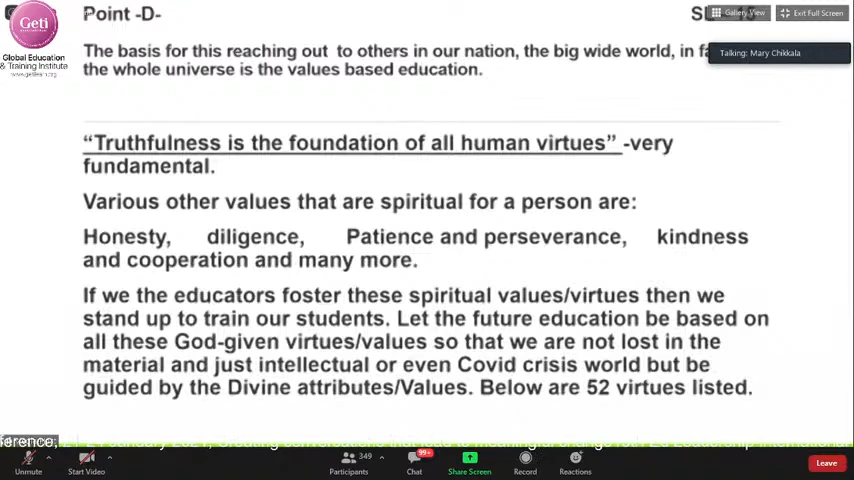 Geti
Global Education
& Training Institute
www.getilearn.org
Point -D-
Gallery View
Exit Full Screen
Talking: Mary Chikkala
The basis for this reaching out to others in our nation, the big wide world, in
the whole universe is the values based education.
“Truthfulness is the foundation of all human virtues” -very
fundamental.
Various other values that are spiritual for a person are:
Honesty, diligence, Patience and perseverance, kindness
and cooperation and many more.
If we the educators foster these spiritual values/virtues then we
stand up to train our students. Let the future education be based on
all these God-given virtues/values so that we are not lost in the
material and just intellectual or even Covid crisis world but be
guided by the Divine attributes/Values. Below are 52 virtues listed.
Unmute
Start Video
349
Participants
99+
Chat
Share Screen
Record
Reactions
Leave